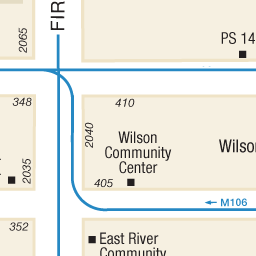 FIR
2065
PS 14
348
410
2040
Wilson
Community
Center
Wilso
2035
405
M106
352
East River
Community